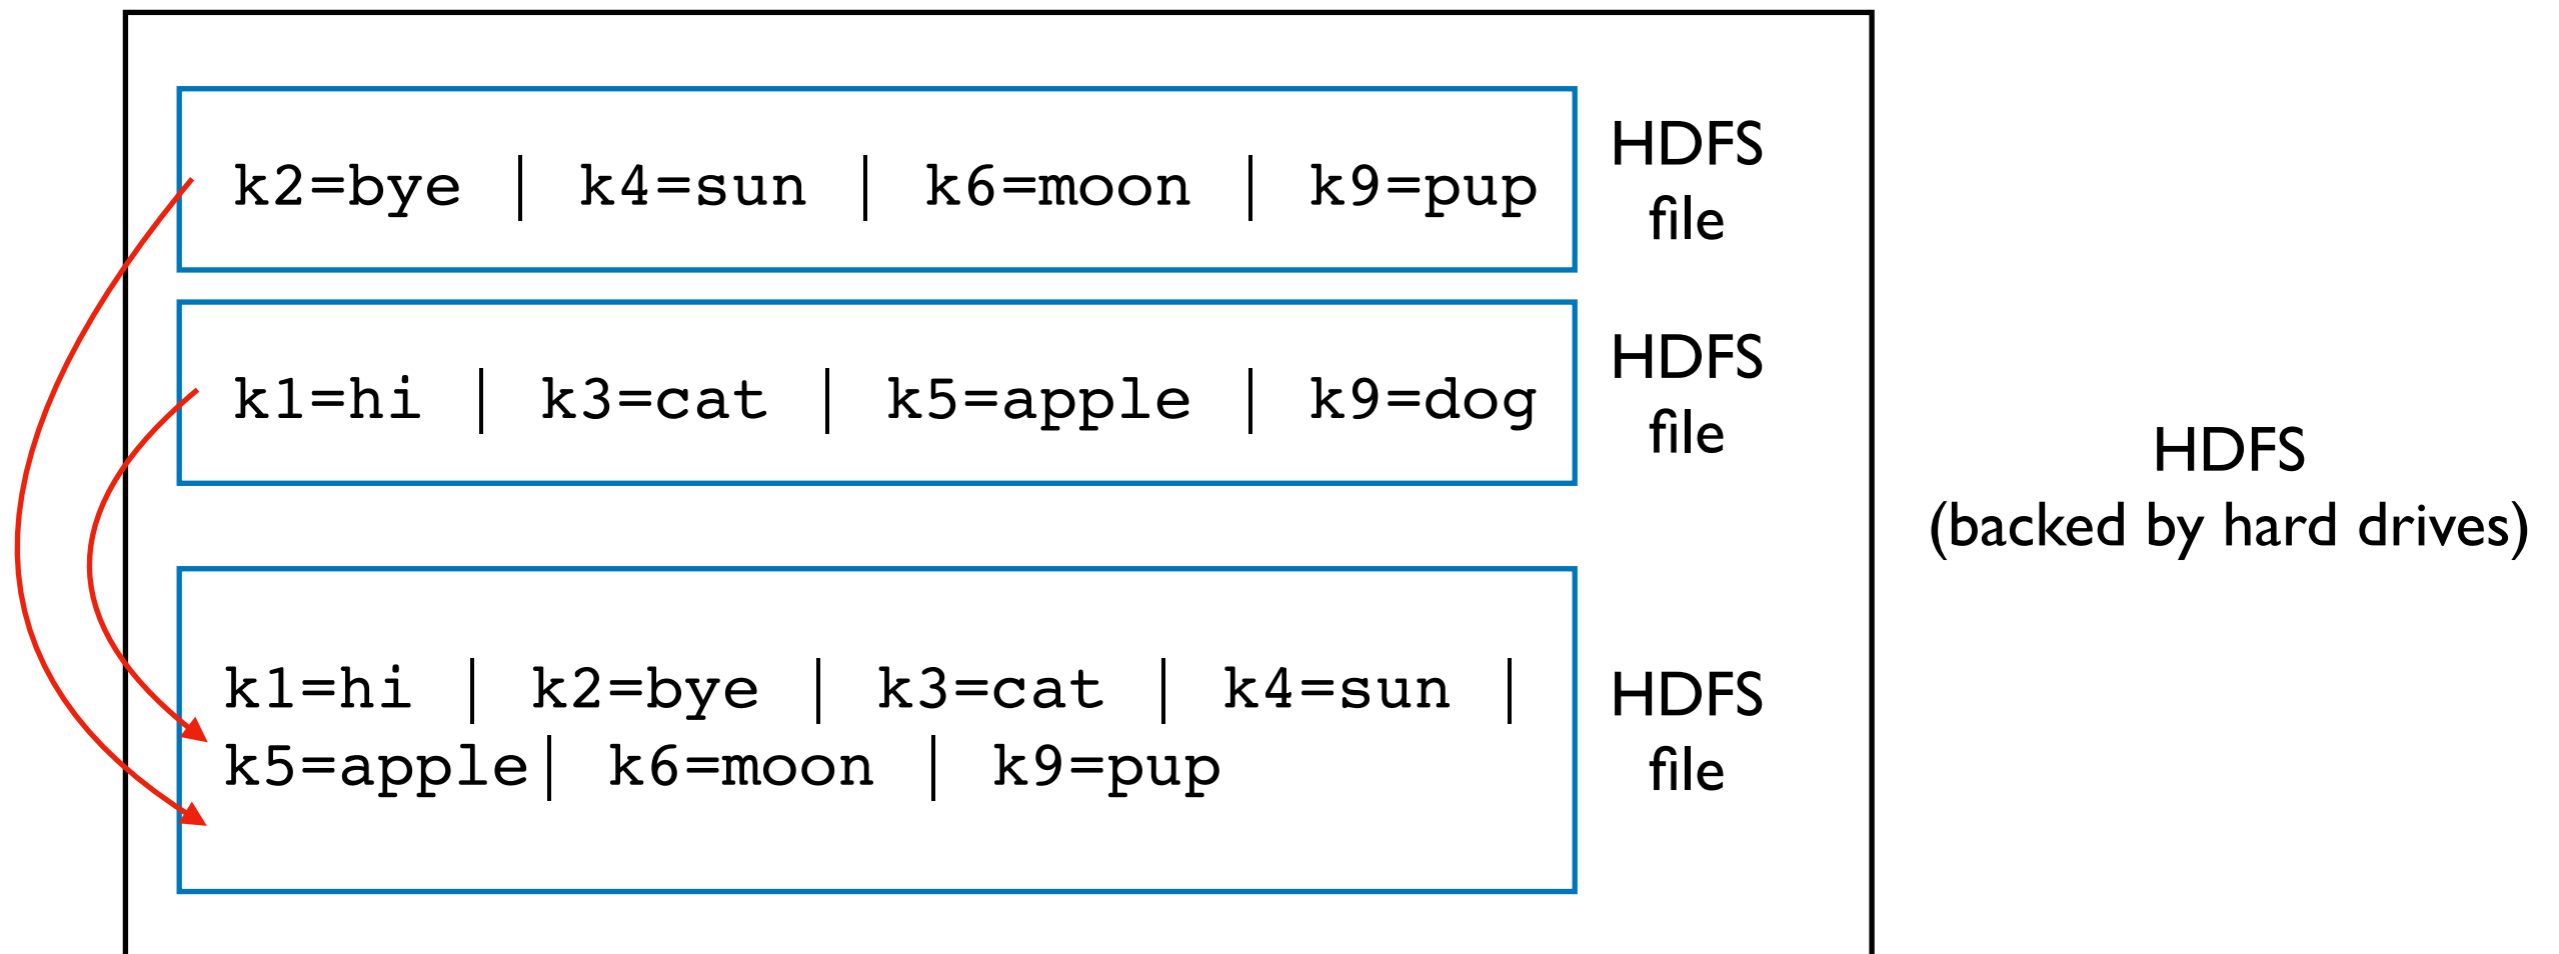 k2=bye | k4=sun | k6=moon | k9=pup
HDFS
file
k1=hi | k3=cat | k5=apple | k9=dog
HDFS
file
HDFS
(backed by hard drives)
k1=hi | k2=bye | k3=cat | k4=sun |
k5=apple| k6=moon | k9=pup
HDFS
file